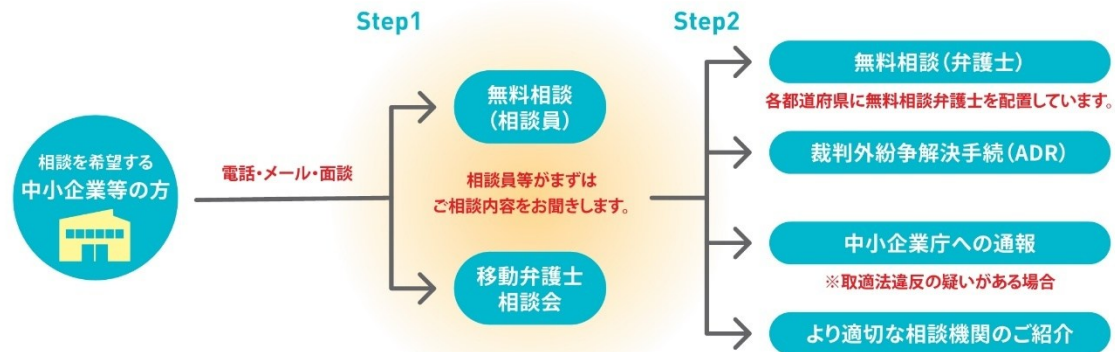 Step1
Step2
相談を希望する
中小企業等の方
電話・メール・面談
無料相談
(相談員)
相談員等がまずは
ご相談内容をお聞きします。
移動弁護士
相談会
無料相談(弁護士)
各都道府県に無料相談弁護士を配置しています。
裁判外紛争解決手続(ADR)
中小企業庁への通報
※取適法違反の疑いがある場合
より適切な相談機関のご紹介